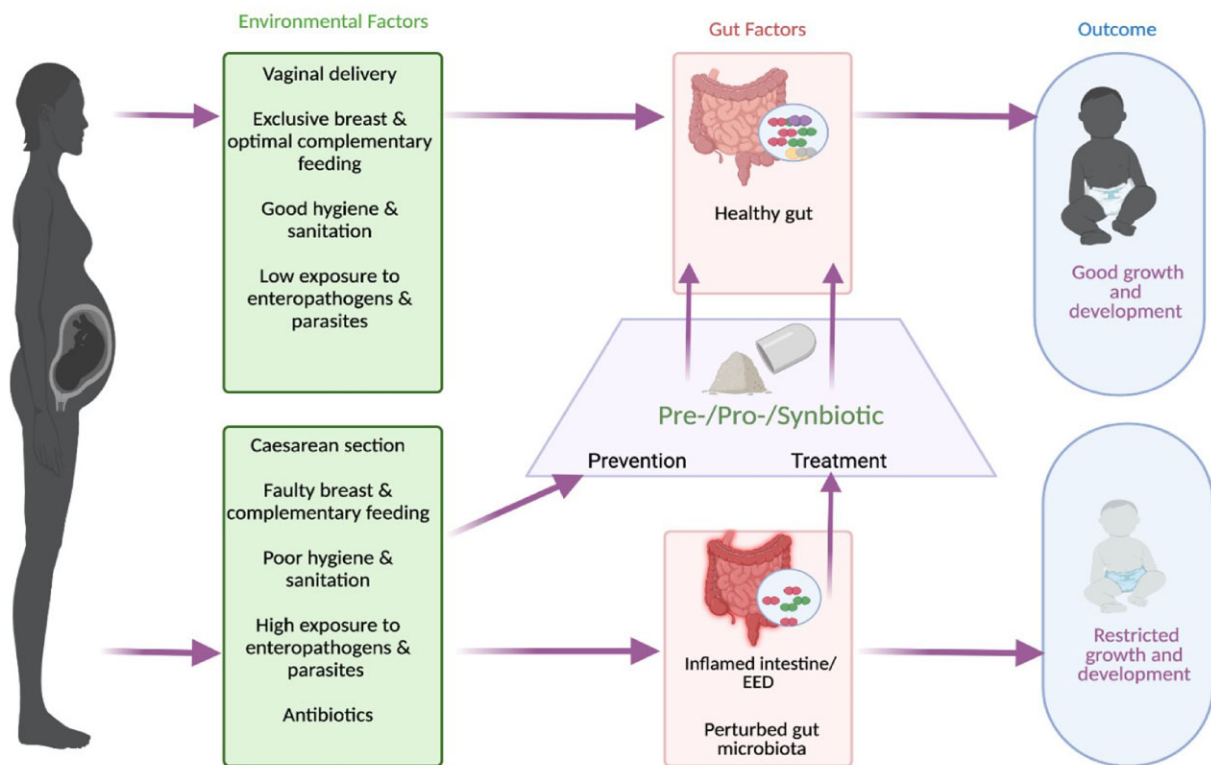 Environmental Factors
Gut Factors
Outcome
Vaginal delivery
Exclusive breast &
optimal complementary
feeding
Good hygiene &
sanitation
Low exposure to
enteropathogens &
parasites
Healthy gut
Good growth
and
development
Pre-/Pro-/Synbiotic
Prevention
Treatment
Caesarean section
Faulty breast &
complementary feeding
Poor hygiene &
sanitation
High exposure to
enteropathogens &
parasites
Antibiotics
Inflamed intestine/
EED
Perturbed gut
microbiota
Restricted
growth and
development